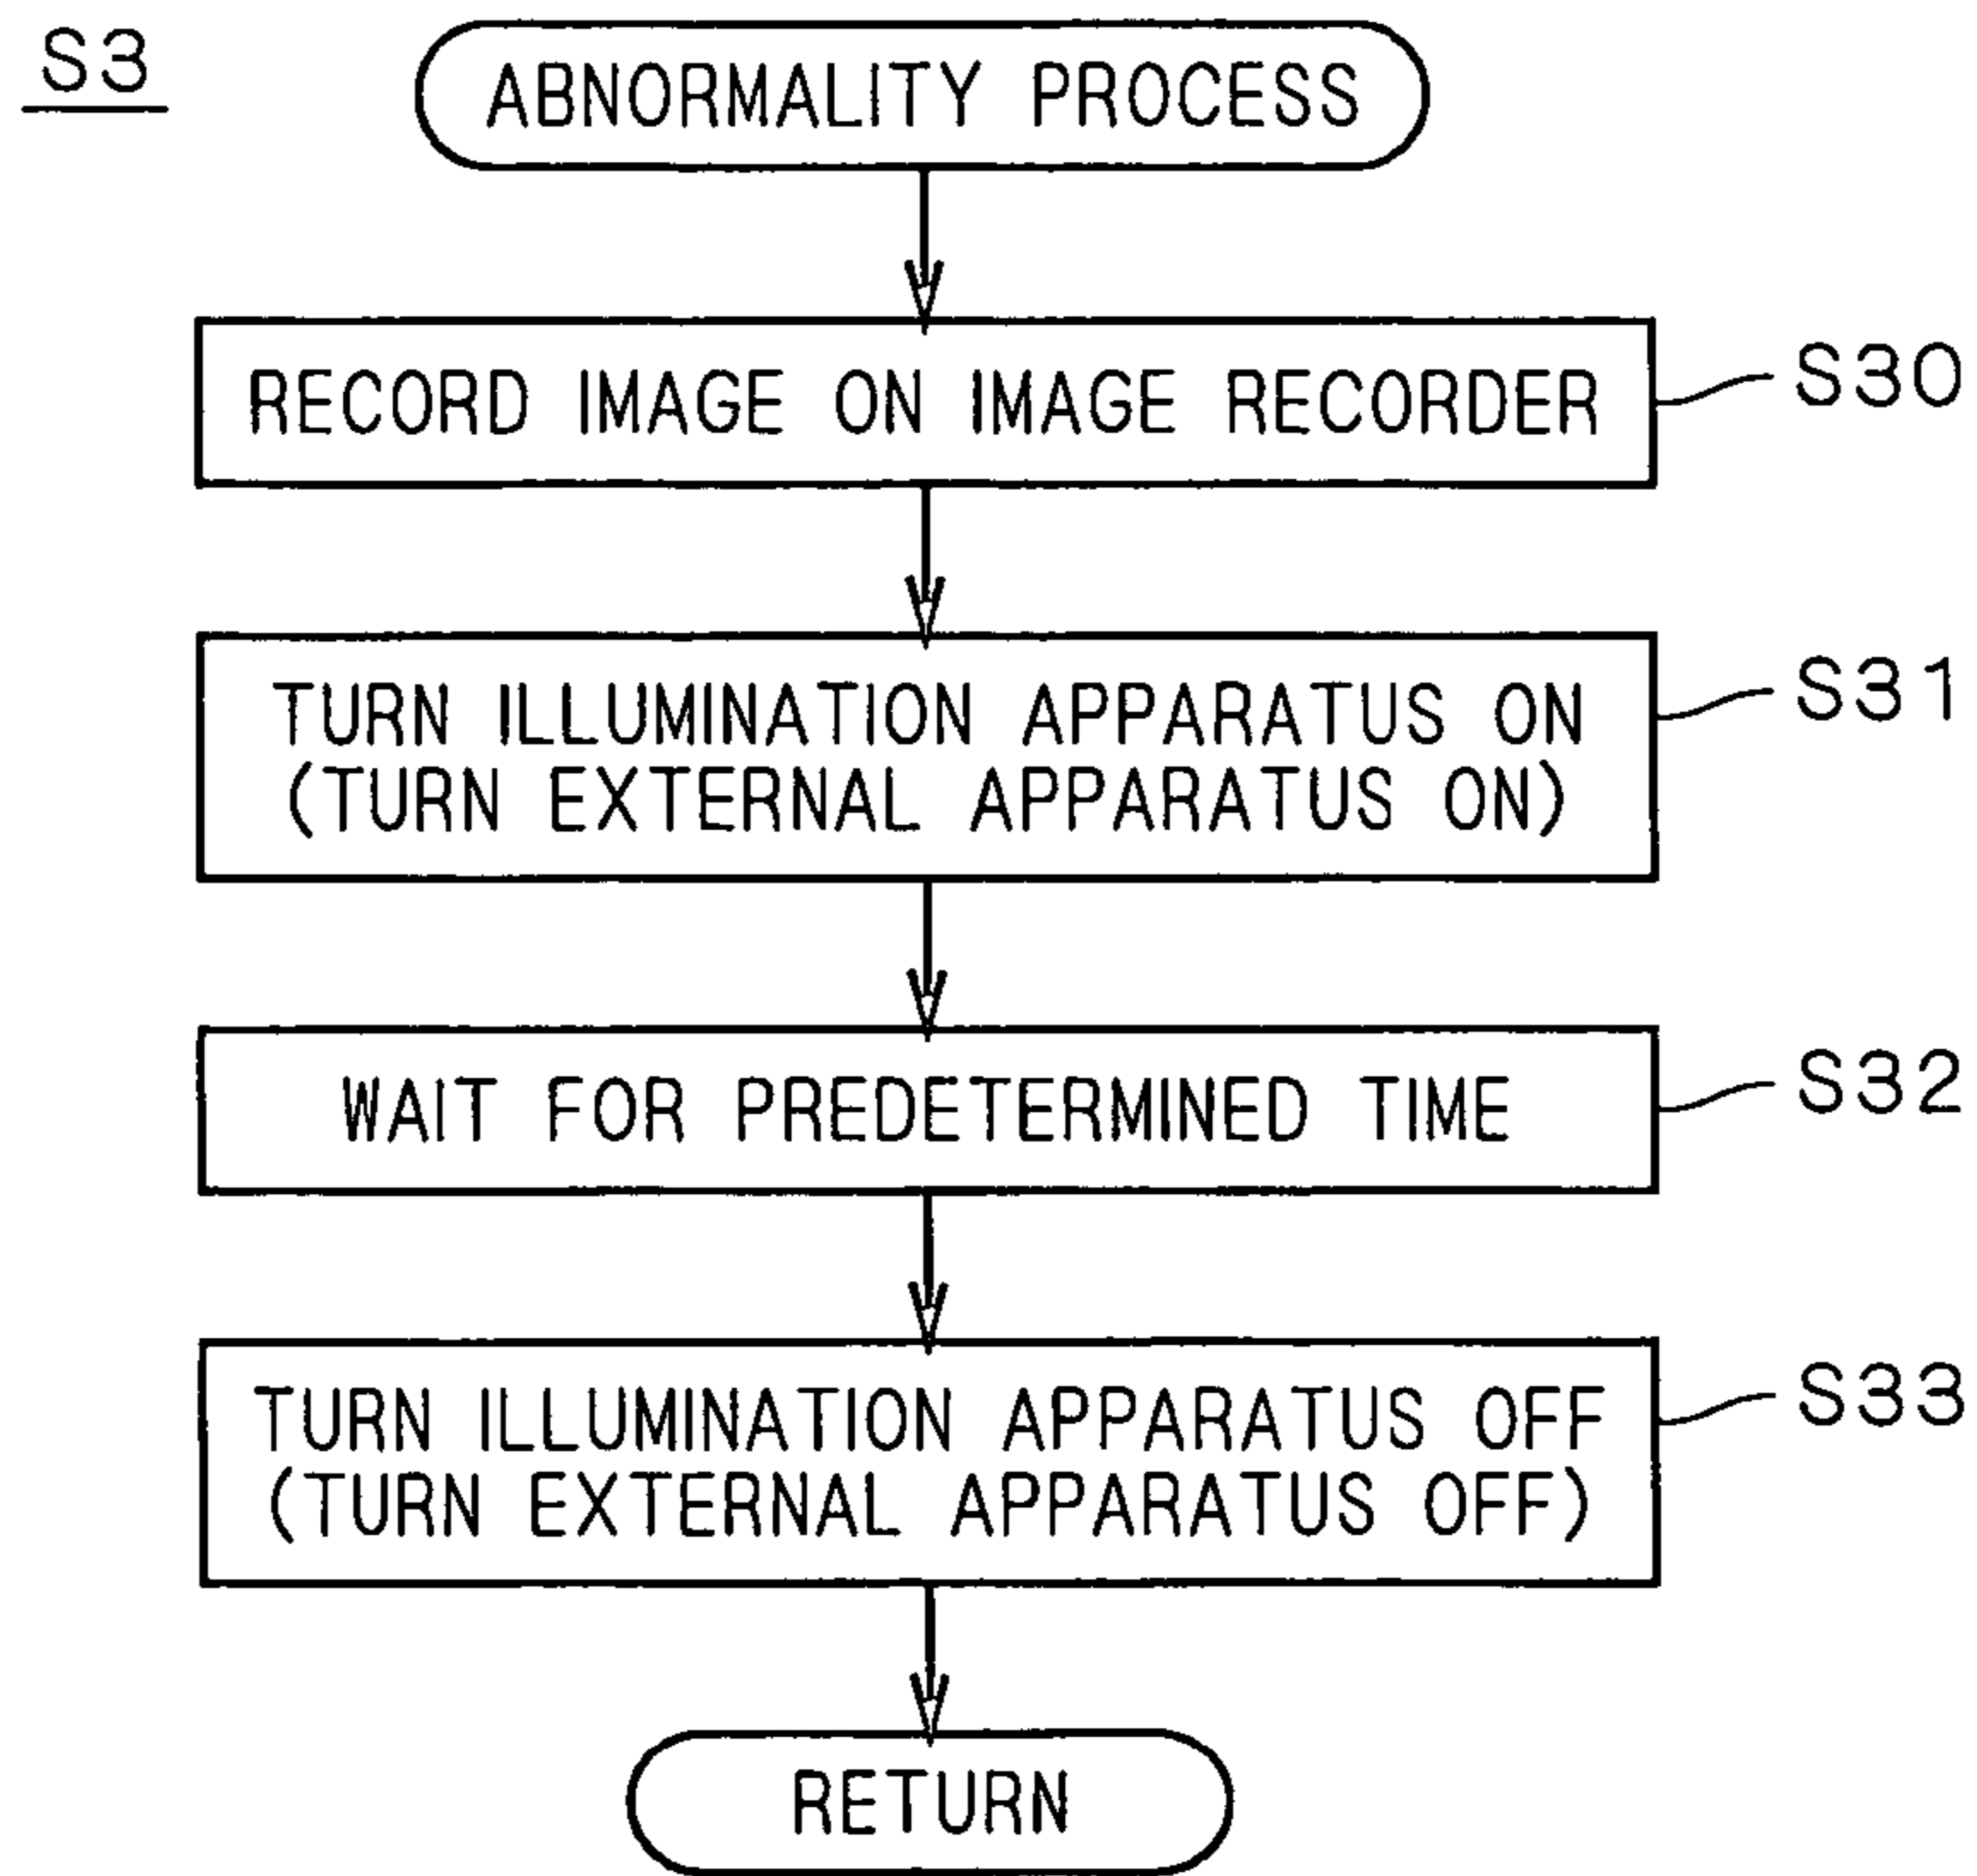 S3
ABNORMALITY PROCESS
RECORD IMAGE ON IMAGE RECORDER
S30
TURN ILLUMINATION APPARATUS ON
(TURN EXTERNAL APPARATUS ON)
S31
WAIT FOR PREDETERMINED TIME
S32
TURN ILLUMINATION APPARATUS OFF
(TURN EXTERNAL APPARATUS OFF)
S33
RETURN